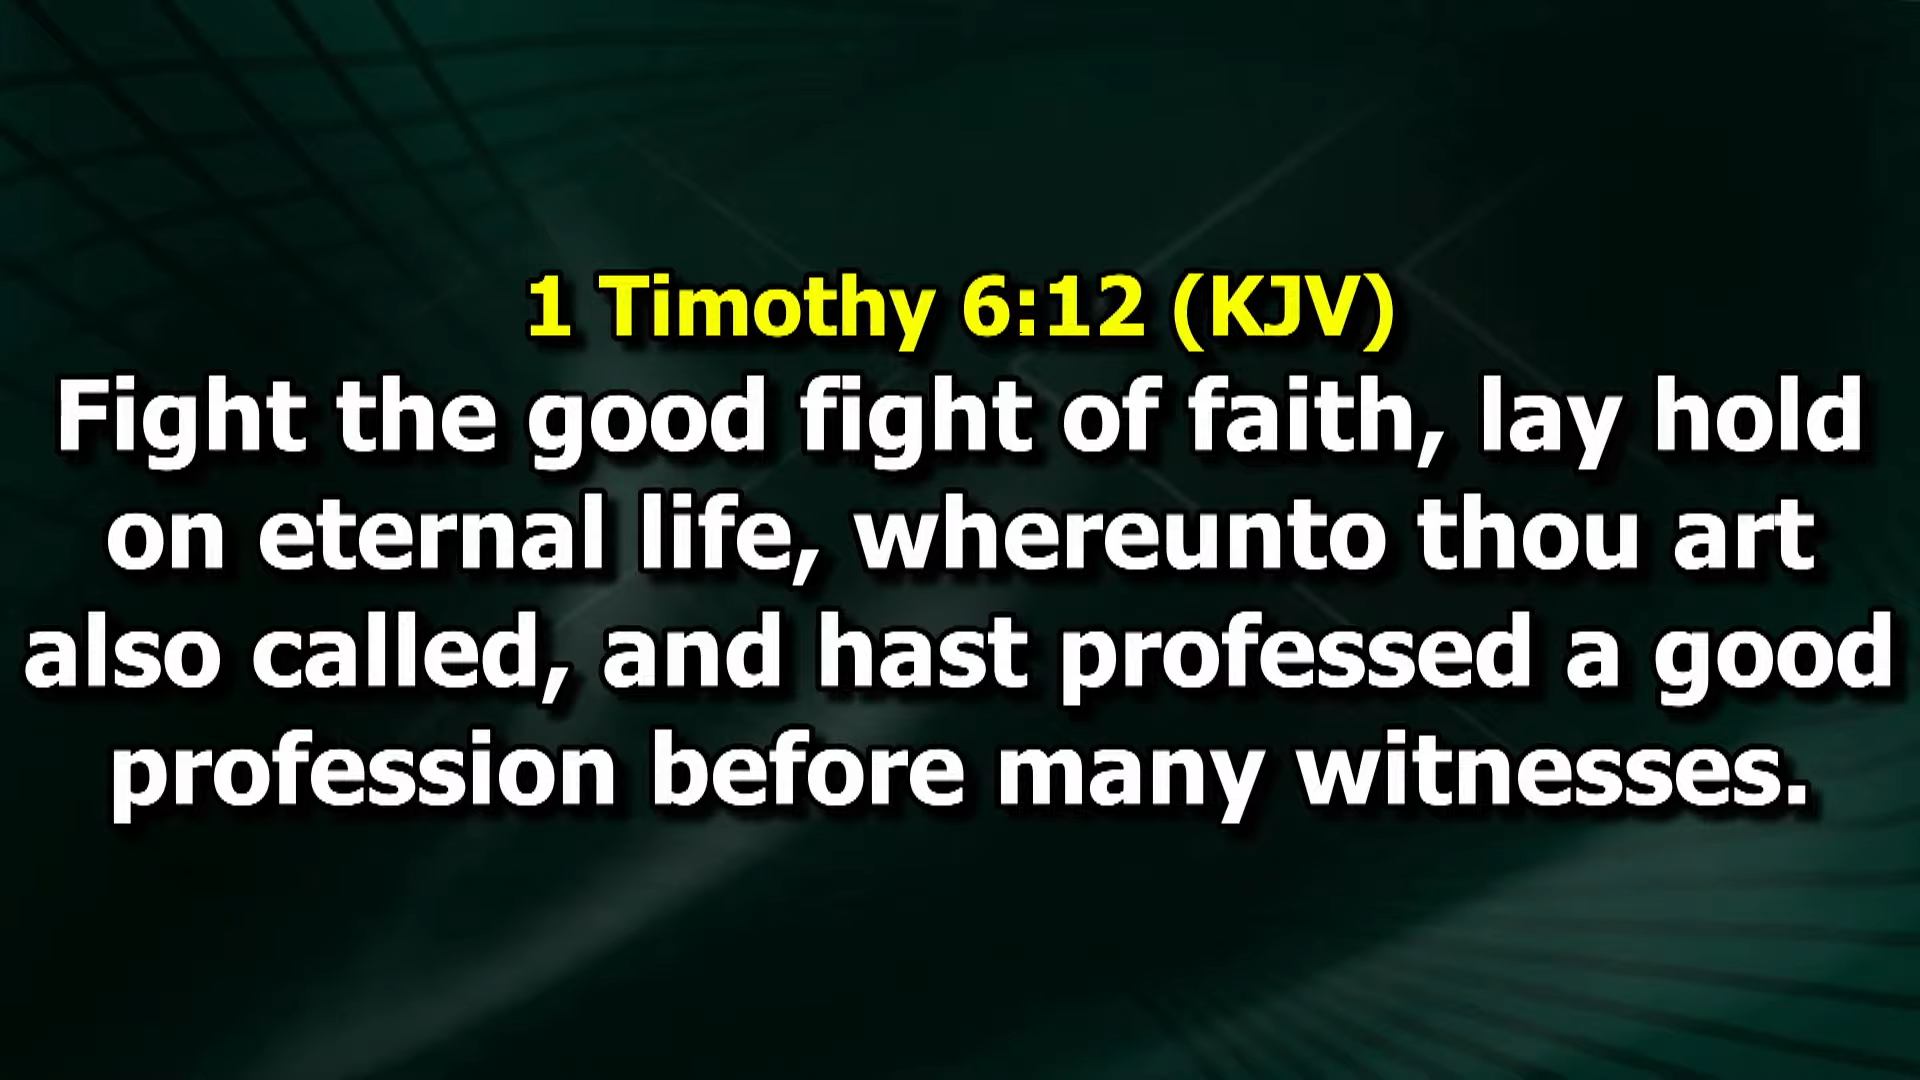 1 Timothy 6:12 (KJV)
Fight the good fight of faith, lay hold
on eternal life, whereunto thou art
also called, and hast professed a good
profession before many witnesses.